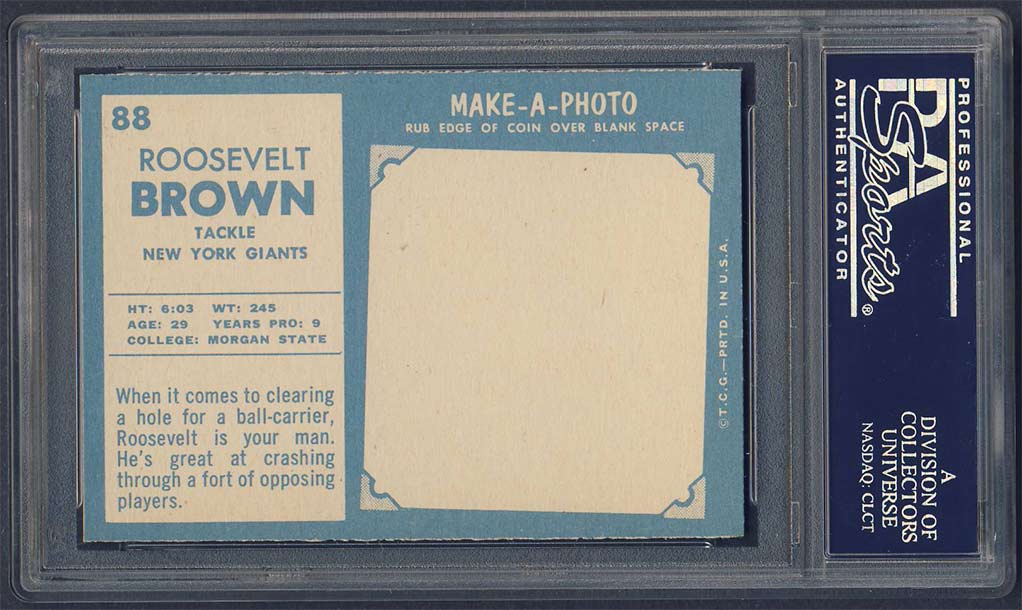 88
ROOSEVELT
BROWN
TACKLE
NEW YORK GIANTS
HT: 6:03 WT: 245
AGE: 29 YEARS PRO: 9
COLLEGE: MORGAN STATE
When it comes to clearing
a hole for a ball-carrier,
Roosevelt is your man.
He's great at crashing
through a fort of opposing
players.
MAKE-A-PHOTO
RUB EDGE OF COIN OVER BLANK SPACE
©T.C.G.—PRTD. IN U.S.A.
PROFESSIONAL
PSA
Sports®
AUTHENTICATOR
A
DIVISION OF
COLLECTORS
UNIVERSE
NASDAQ: CLCT